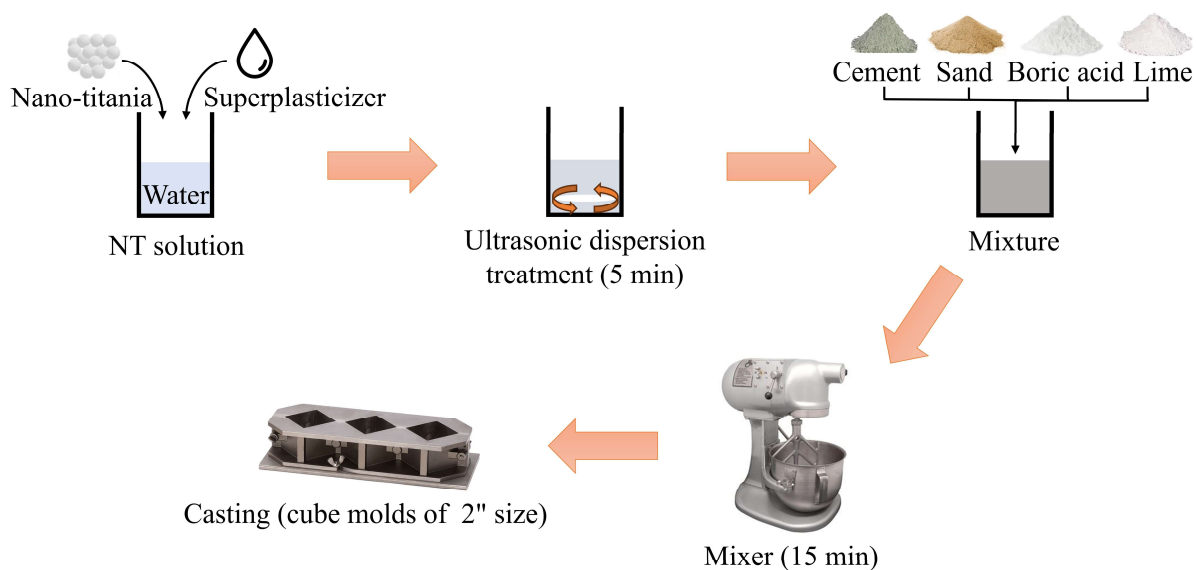 Nano-titania
Superplasticizer
Water
NT solution
Ultrasonic dispersion
treatment (5 min)
Cement Sand Boric acid Lime
Mixture
Mixer (15 min)
Casting (cube molds of 2" size)